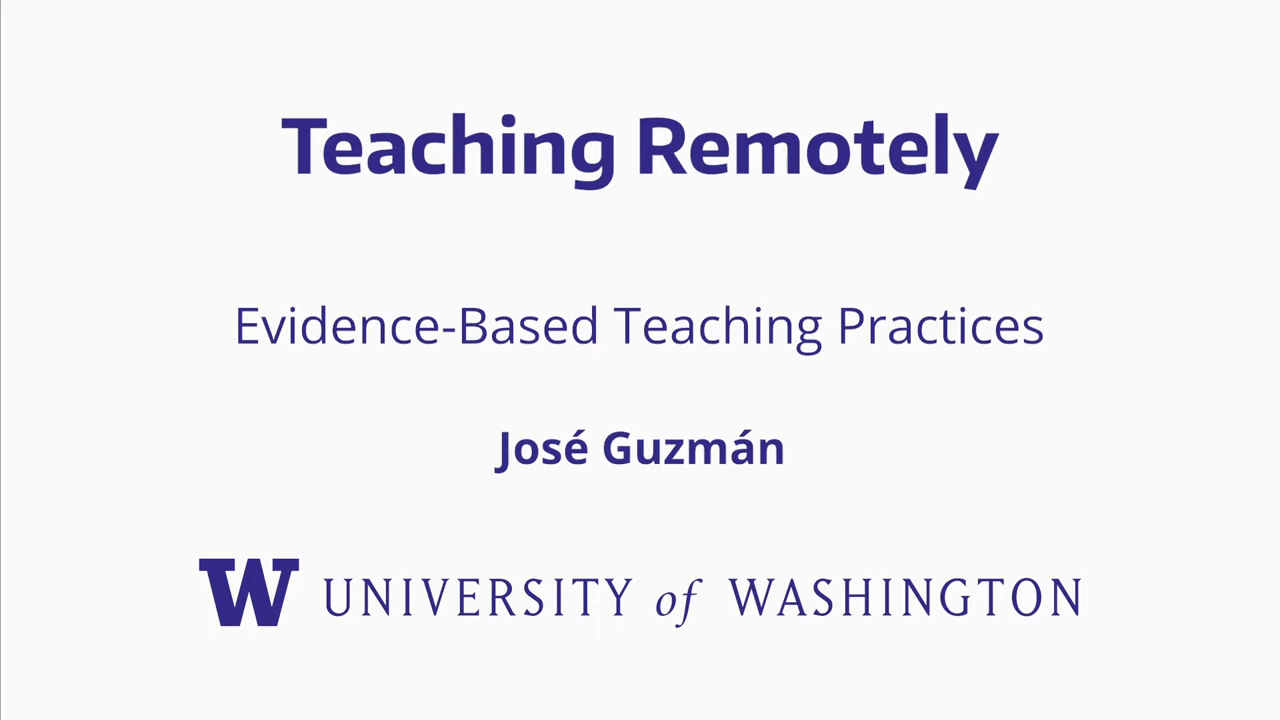 Teaching Remotely
Evidence-Based Teaching Practices
José Guzmán
W UNIVERSITY of WASHINGTON